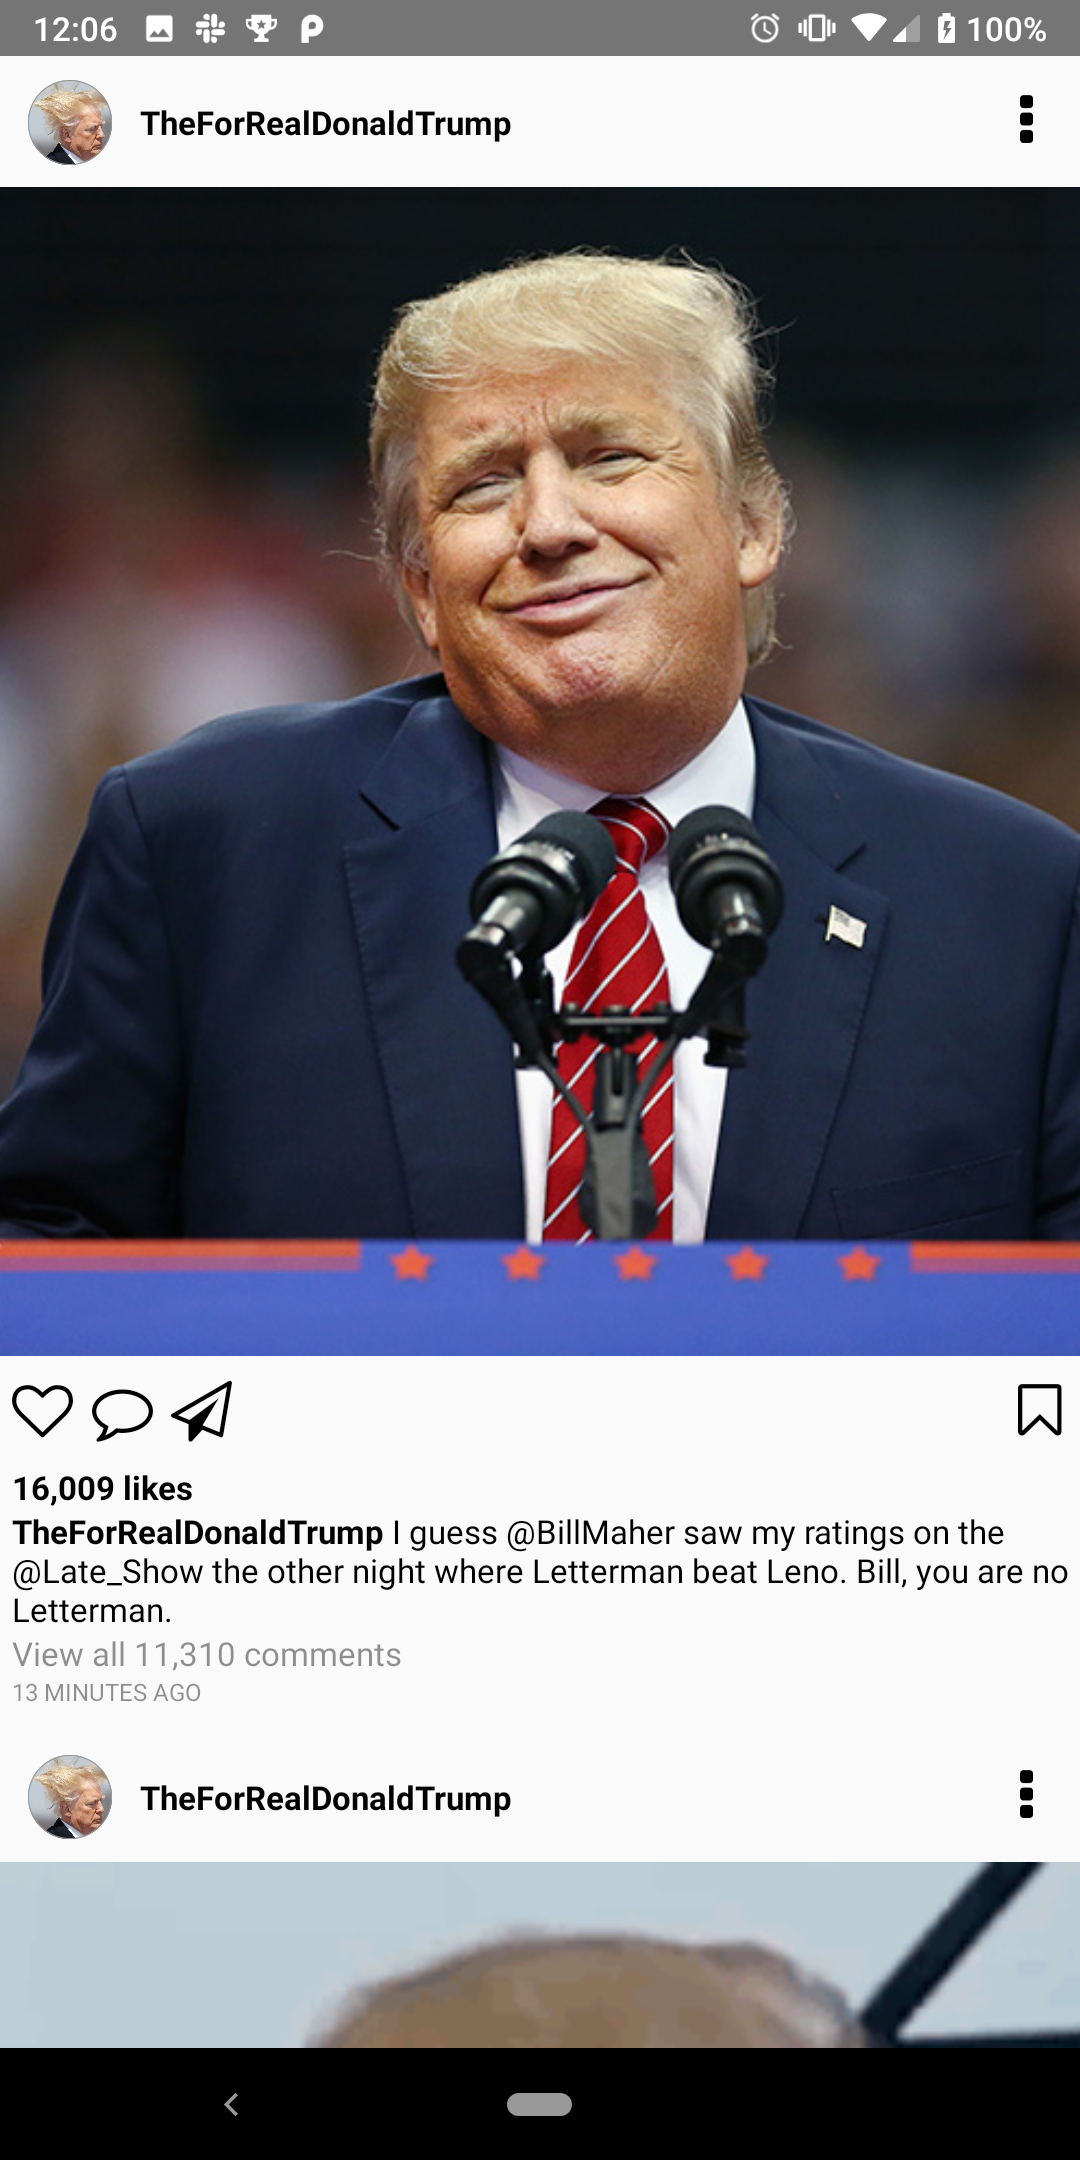 12:06
100%
TheForRealDonaldTrump
16,009 likes
TheForRealDonaldTrump I guess @BillMaher saw my ratings on the
@Late_Show the other night where Letterman beat Leno. Bill, you are no
Letterman.
View all 11,310 comments
13 MINUTES AGO
TheForRealDonaldTrump